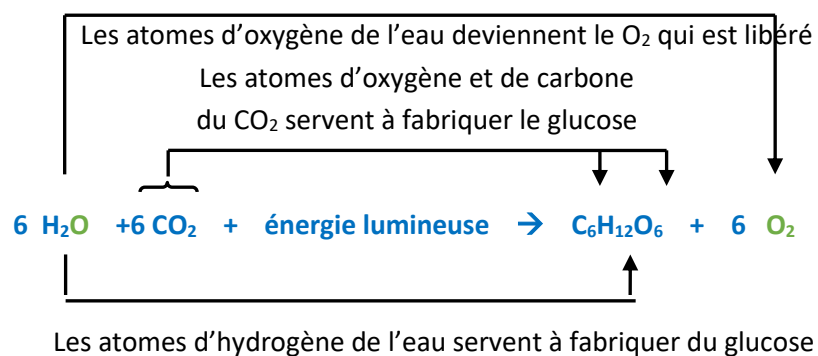 Les atomes d’oxygène de l’eau deviennent le O₂ qui est libéré
Les atomes d’oxygène et de carbone
du CO₂ servent à fabriquer le glucose
6 H₂O +6 CO₂ + énergie lumineuse → C₆H₁₂O₆ + 6 O₂
Les atomes d’hydrogène de l’eau servent à fabriquer du glucose